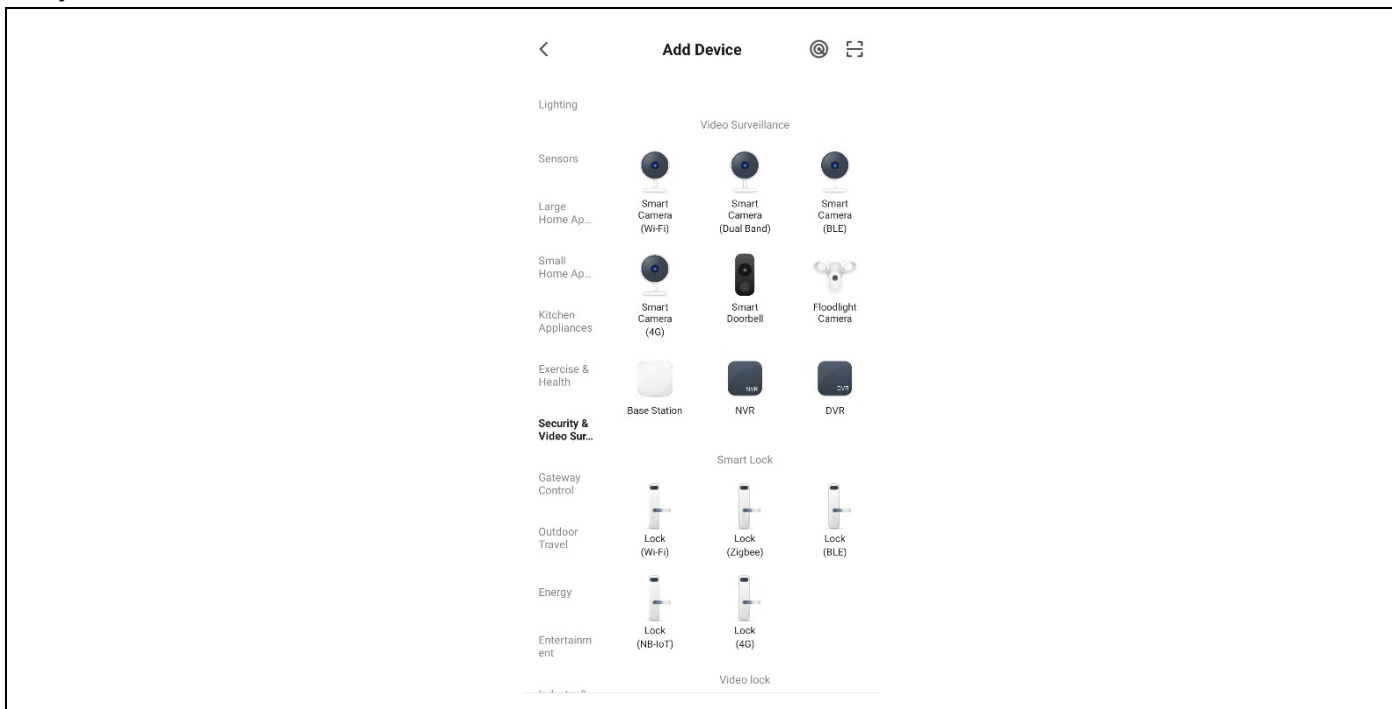 Add Device
Lighting
Video Surveillance
Sensors
Smart
Camera
(Wi-Fi)
Smart
Camera
(Dual Band)
Smart
Camera
(BLE)
Large
Home Ap...
Small
Home Ap...
Smart
Camera
(4G)
Smart
Doorbell
Floodlight
Camera
Kitchen
Appliances
Exercise &
Health
NVR
DVR
Base Station
NVR
DVR
Security &
Video Sur...
Smart Lock
Gateway
Control
Lock
(Wi-Fi)
Lock
(Zigbee)
Lock
(BLE)
Outdoor
Travel
Energy
Lock
(NB-IoT)
Lock
(4G)
Entertainm
ent
Video lock